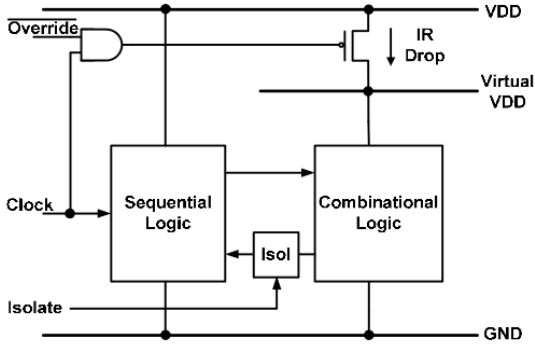 VDD
Override
IR
Drop
Virtual
VDD
Clock
Sequential
Logic
Combinational
Logic
Isol
Isolate
GND